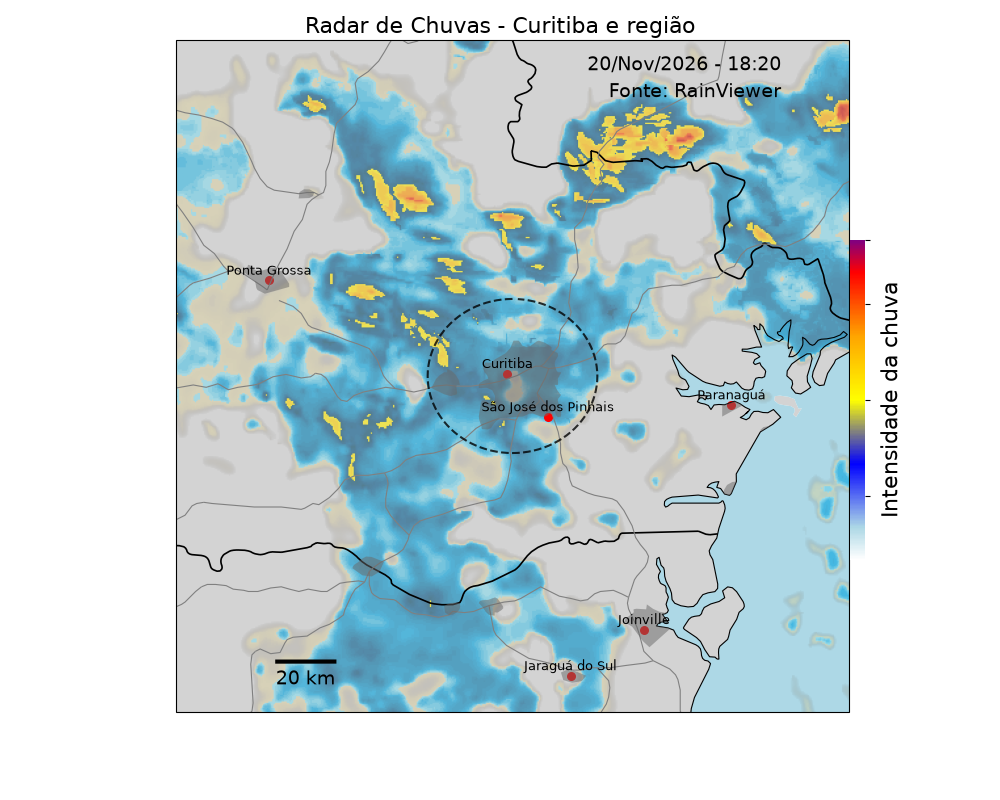 Radar de Chuvas - Curitiba e região
20/Nov/2026 - 18:20
Fonte: RainViewer
Ponta Grossa
Curitiba
São José dos Pinhais
Paranaguá
Intensidade da chuva
Joinville
Jaraguá do Sul
20 km